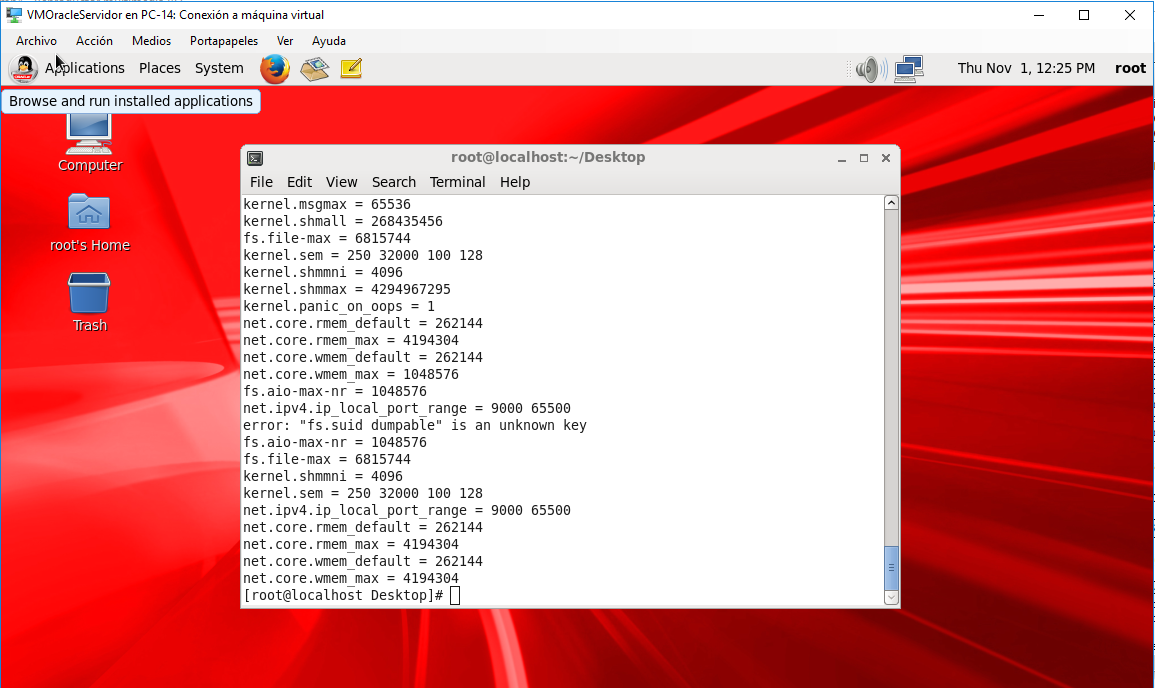 VMOracleServidor en PC-14: Conexión a máquina virtual
Archivo Acción Medios Portapapeles Ver Ayuda
Applications Places System Thu Nov 1, 12:25 PM root
Browse and run installed applications
Computer
root's Home
Trash
root@localhost:~/Desktop
File Edit View Search Terminal Help
kernel.msgmax = 65536
kernel.shmall = 268435456
fs.file-max = 6815744
kernel.sem = 250 32000 100 128
kernel.shmmni = 4096
kernel.shmmax = 4294967295
kernel.panic_on_oops = 1
net.core.rmem_default = 262144
net.core.rmem_max = 4194304
net.core.wmem_default = 262144
net.core.wmem_max = 1048576
fs.aio-max-nr = 1048576
net.ipv4.ip_local_port_range = 9000 65500
error: "fs.suid dumpable" is an unknown key
fs.aio-max-nr = 1048576
fs.file-max = 6815744
kernel.shmmni = 4096
kernel.sem = 250 32000 100 128
net.ipv4.ip_local_port_range = 9000 65500
net.core.rmem_default = 262144
net.core.rmem_max = 4194304
net.core.wmem_default = 262144
net.core.wmem_max = 4194304
[root@localhost Desktop]#